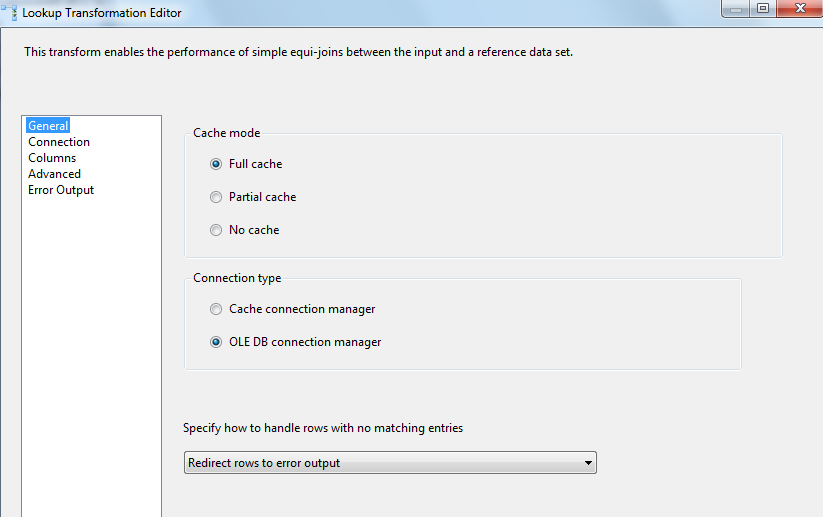 Lookup Transformation Editor
This transform enables the performance of simple equi-joins between the input and a reference data set.
General
Connection
Columns
Advanced
Error Output
Cache mode
Full cache
Partial cache
No cache
Connection type
Cache connection manager
OLE DB connection manager
Specify how to handle rows with no matching entries
Redirect rows to error output